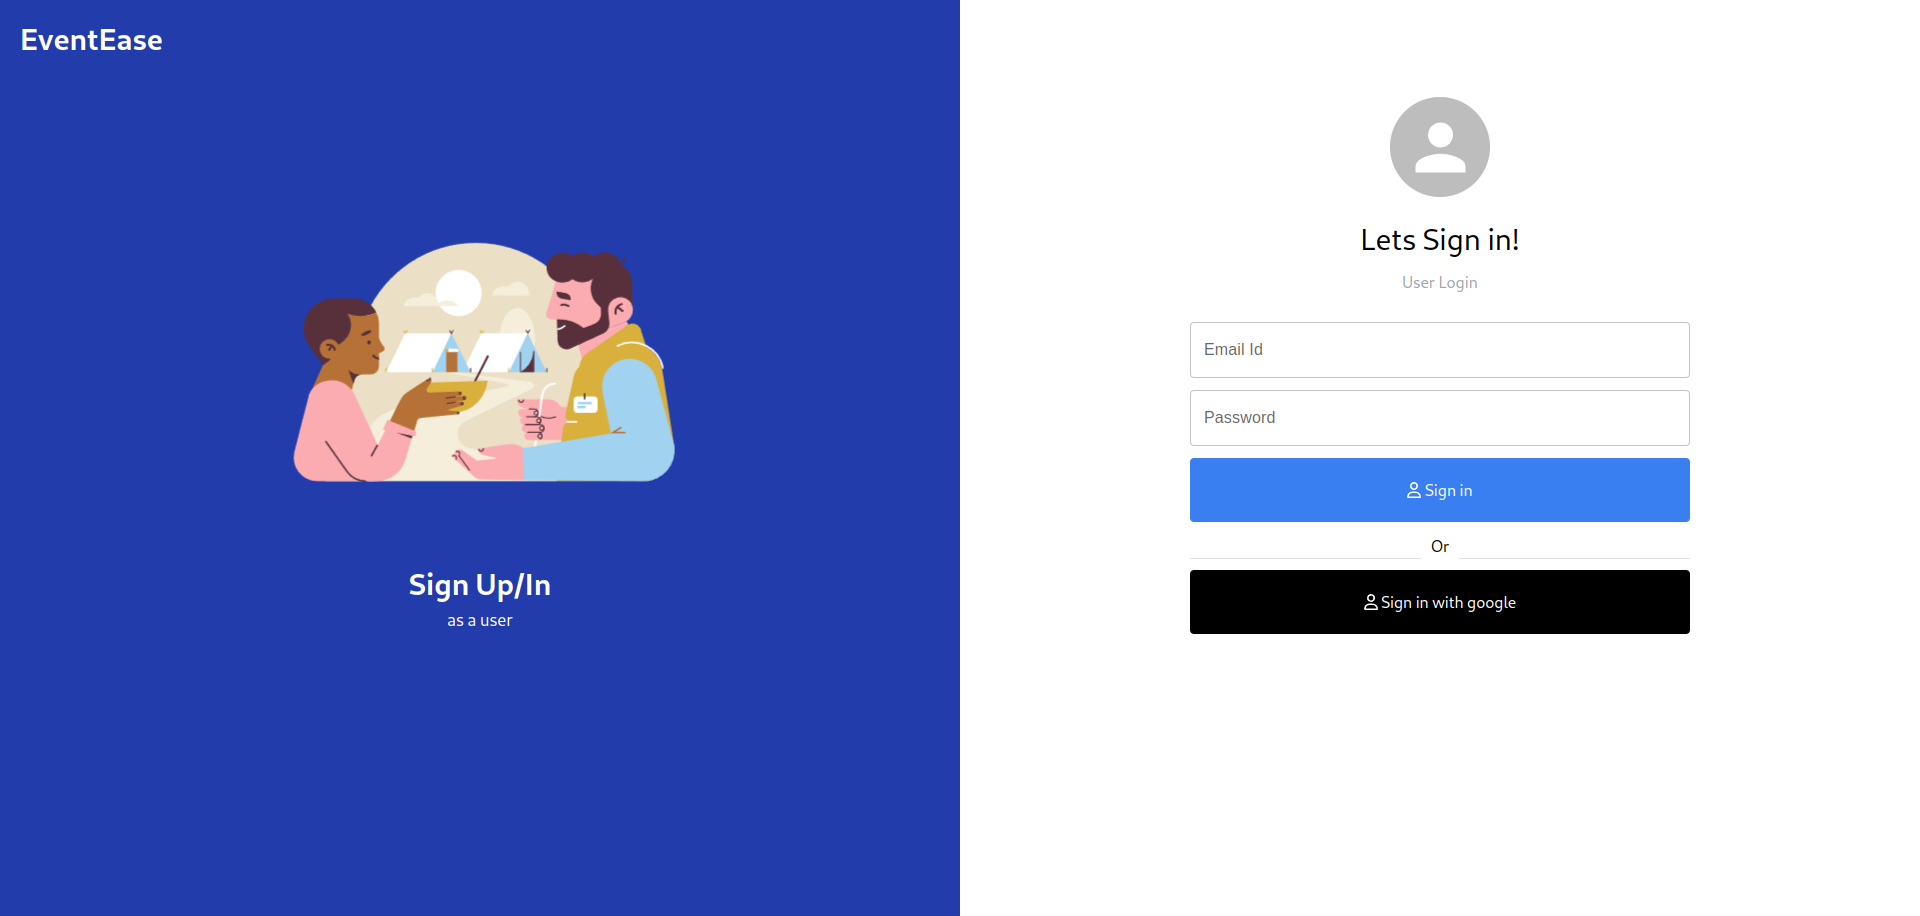 EventEase
Sign Up/In
as a user
Lets Sign in!
User Login
Email Id
Password
Sign in
Or
Sign in with google